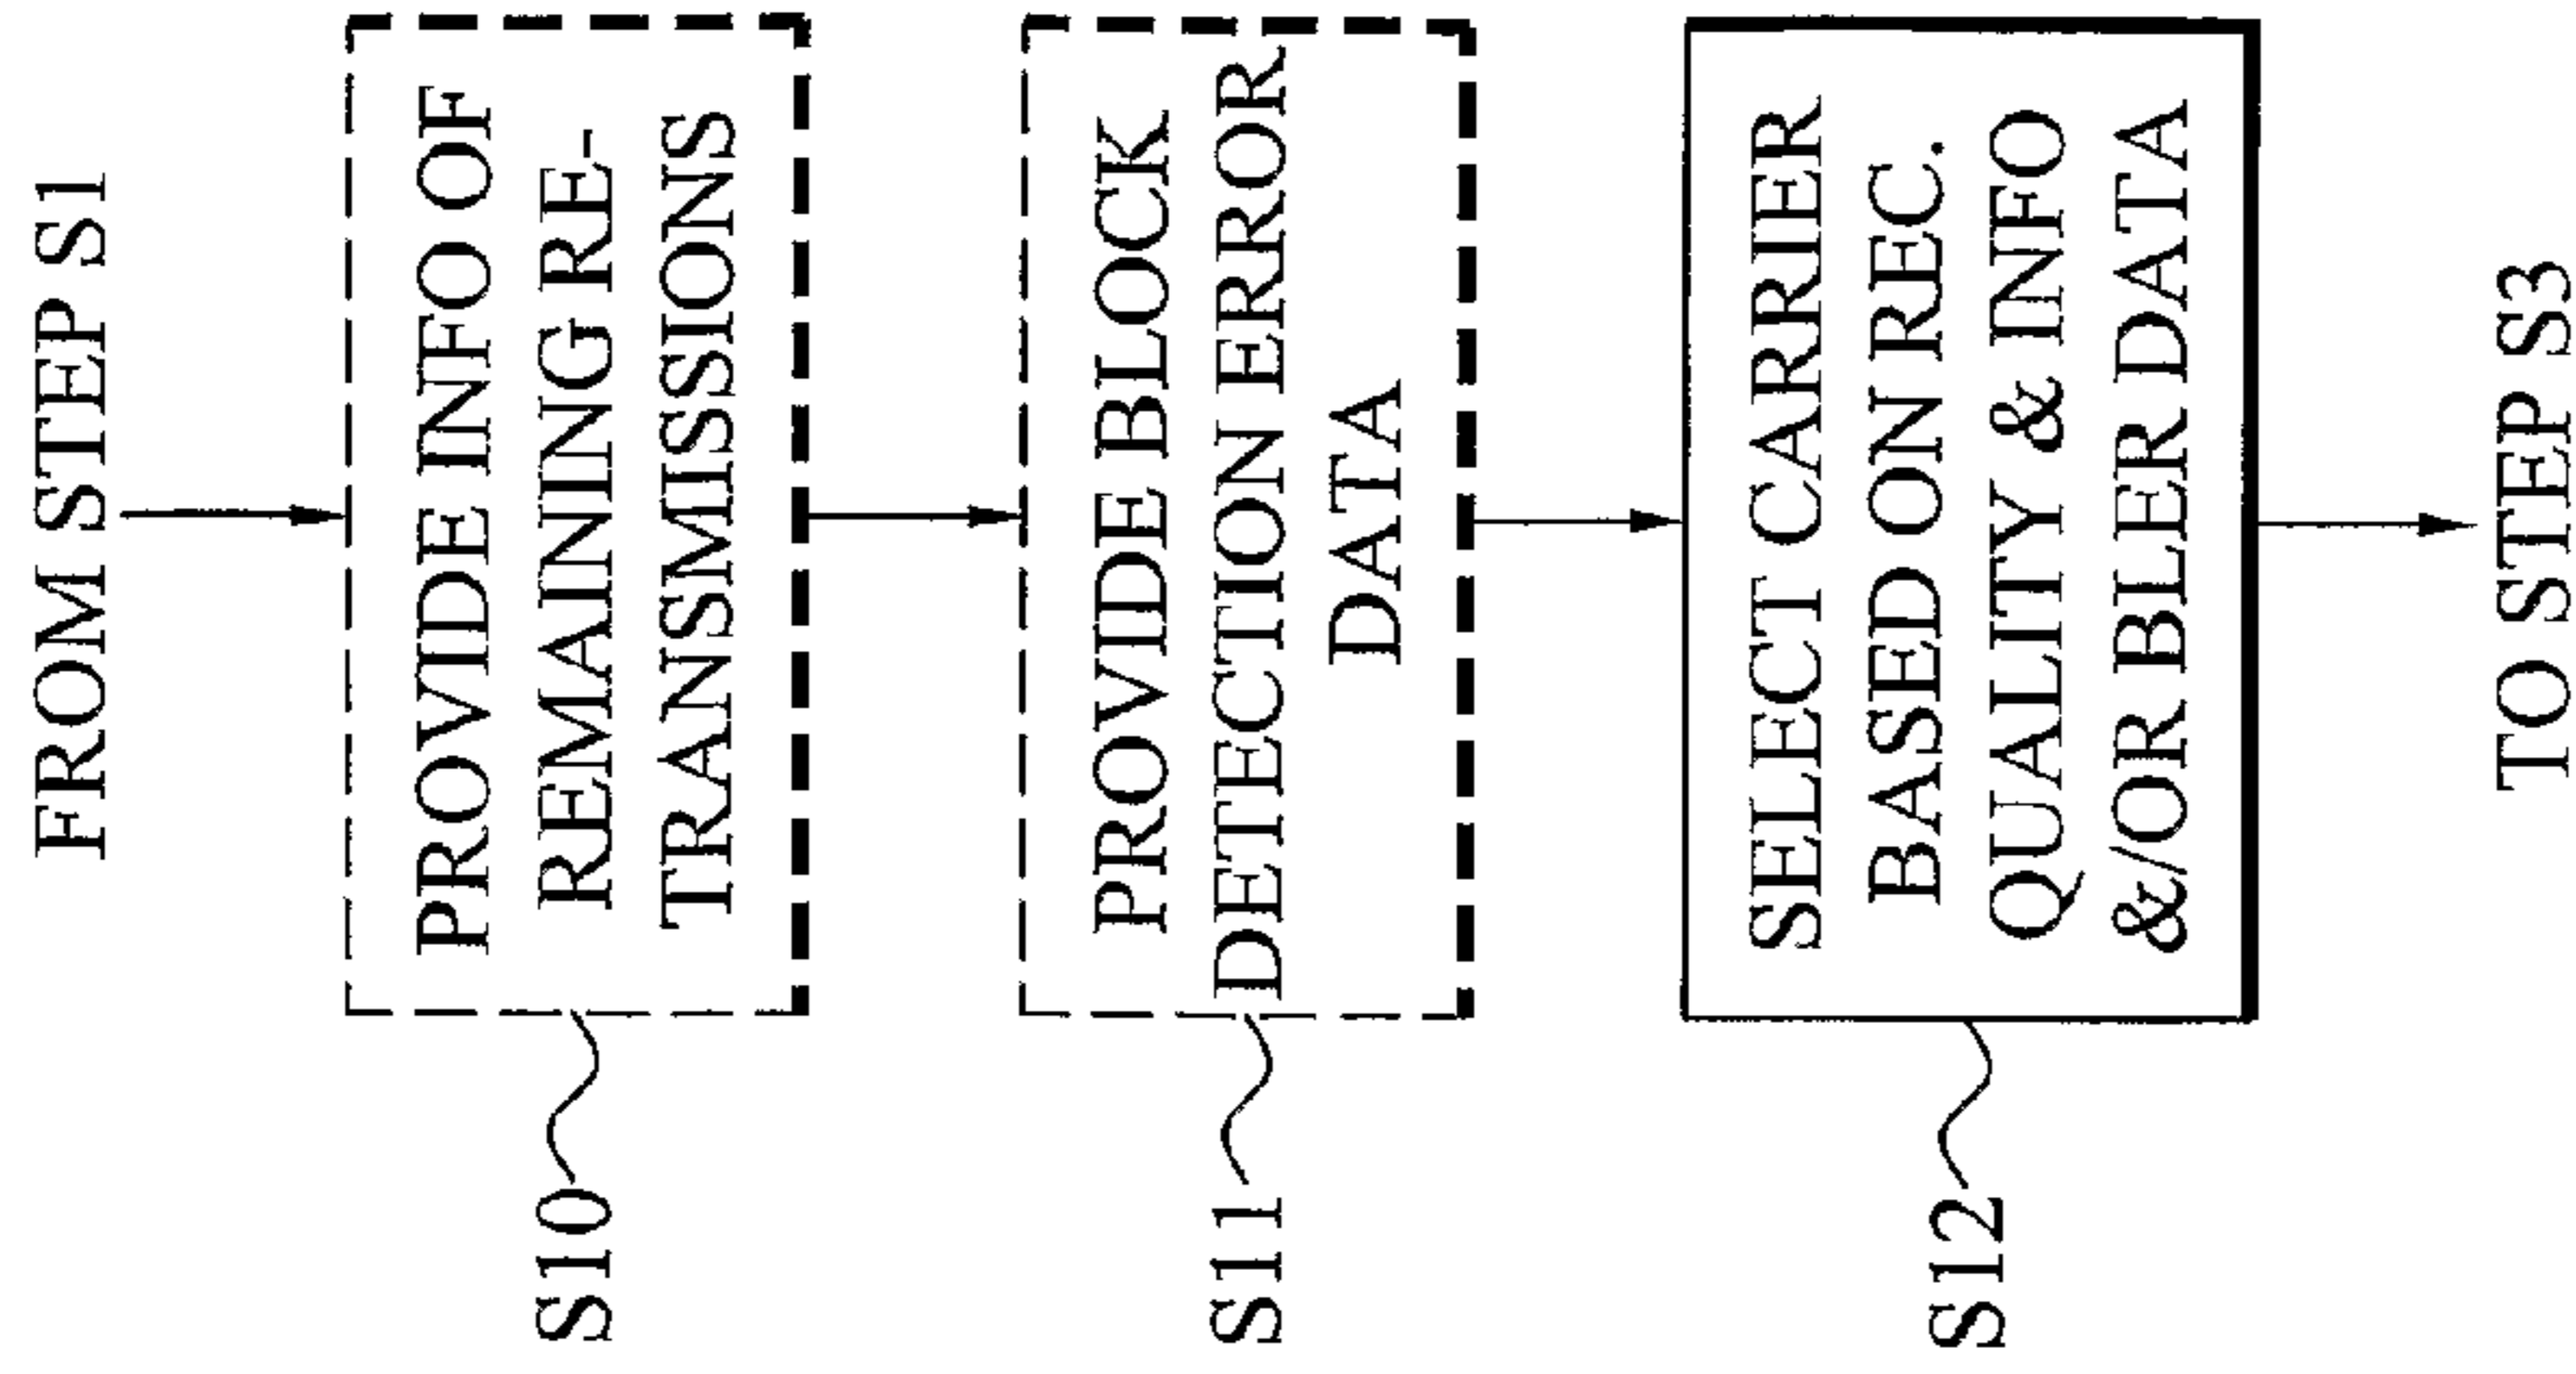 FROM STEP S1
PROVIDE INFO OF
REMAINING RE-
TRANSMISSIONS
S10
PROVIDE BLOCK
DETECTION ERROR
DATA
S11
SELECT CARRIER
BASED ON REC.
QUALITY & INFO
&/OR BLER DATA
S12
TO STEP S3